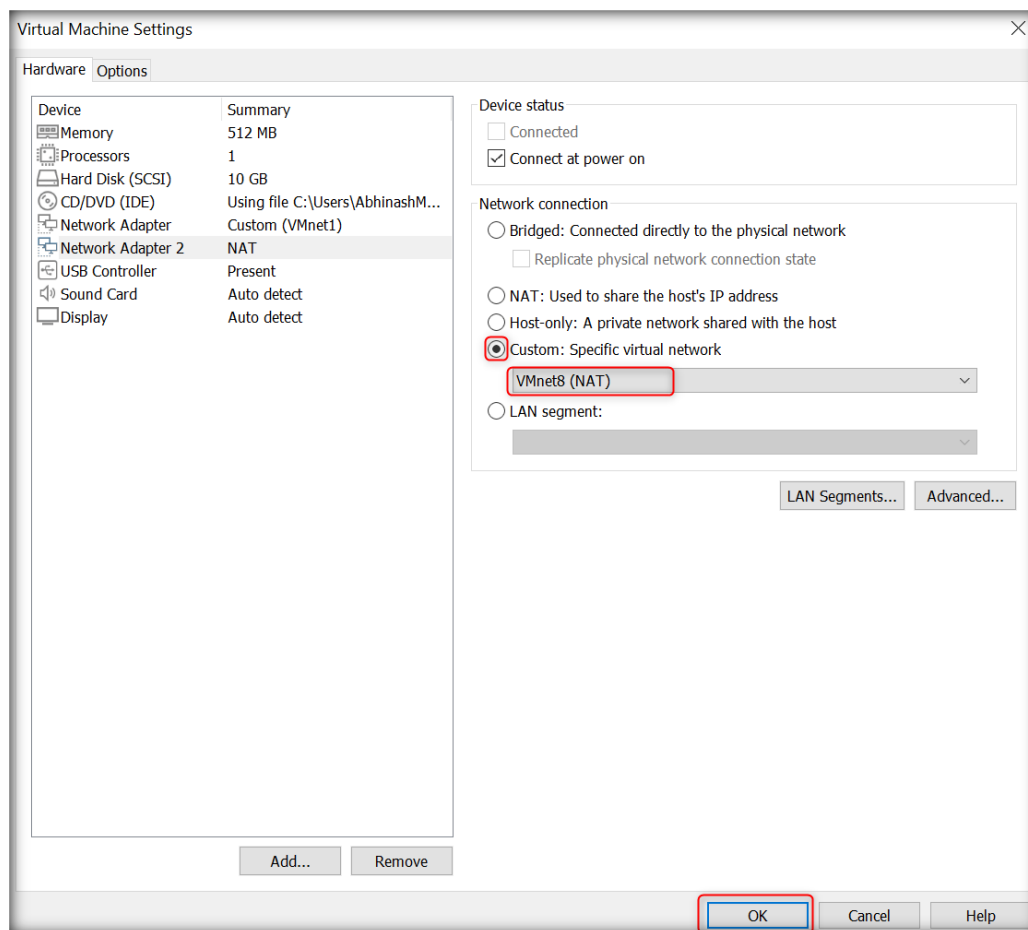 Virtual Machine Settings
Hardware Options
Device Summary
Memory 512 MB
Processors 1
Hard Disk (SCSI) 10 GB
CD/DVD (IDE) Using file C:\Users\AbhinashM...
Network Adapter Custom (VMnet1)
Network Adapter 2 NAT
USB Controller Present
Sound Card Auto detect
Display Auto detect
Add... Remove
Device status
Connected
Connect at power on
Network connection
Bridged: Connected directly to the physical network
Replicate physical network connection state
NAT: Used to share the host's IP address
Host-only: A private network shared with the host
Custom: Specific virtual network
VMnet8 (NAT)
LAN segment:
LAN Segments... Advanced...
OK Cancel Help